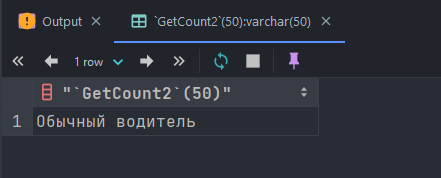 Output
`GetCount2`(50):varchar(50)
1 row
"`GetCount2`(50)"
1 Обычный водитель